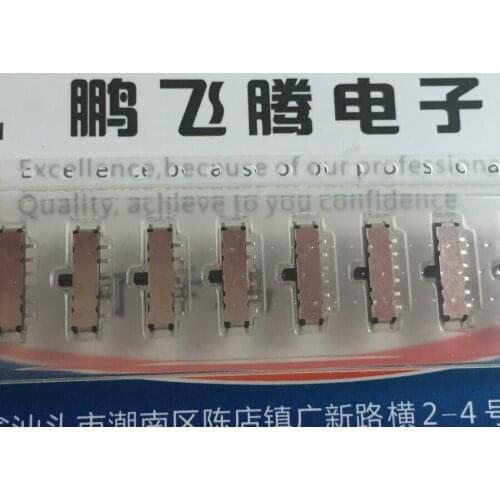 鹏飞腾电子
Excellence,because of our professiona
Quality, achieve to you confidence
汕头市潮南区陈店镇广新路横2-4号